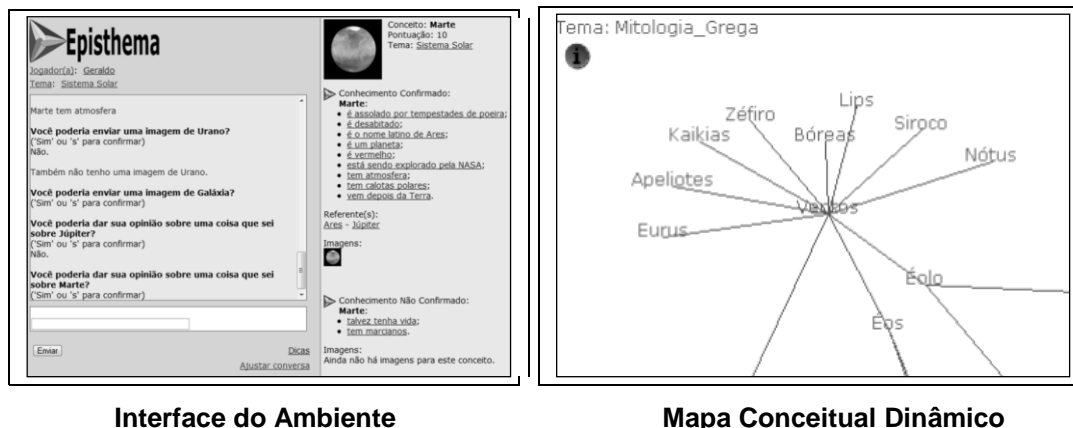 Episthema
Jogador(a): Geraldo
Tema: Sistema Solar
Marte tem atmosfera
Você poderia enviar uma imagem de Urano?
('Sim' ou 's' para confirmar)
Não.
Também não tenho uma imagem de Urano.
Você poderia enviar uma imagem de Galáxia?
('Sim' ou 's' para confirmar)
Você poderia dar sua opinião sobre uma coisa que sei
sobre Júpiter?
('Sim' ou 's' para confirmar)
Não.
Você poderia dar sua opinião sobre uma coisa que sei
sobre Marte?
('Sim' ou 's' para confirmar)
Enviar
Dicas
Ajustar conversa
Conceito: Marte
Pontuação: 10
Tema: Sistema Solar
Conhecimento Confirmado:
Marte:
• é assolado por tempestades de poeira;
• é desabitado;
• é o nome latino de Ares;
• é um planeta;
• é vermelho;
• está sendo explorado pela NASA;
• tem atmosfera;
• tem calotas polares;
• vem depois da Terra.
Referente(s):
Ares - Júpiter
Imagens:
Conhecimento Não Confirmado:
Marte:
• talvez tenha vida;
• tem marcianos.
Imagens:
Ainda não há imagens para este conceito.
Tema: Mitologia_Grega
i
Lips
Zéfiro
Siroco
Kaikias
Bóreas
Nótus
Apeliotes
Ventos
Eurus
Éolo
Éos
Interface do Ambiente
Mapa Conceitual Dinâmico